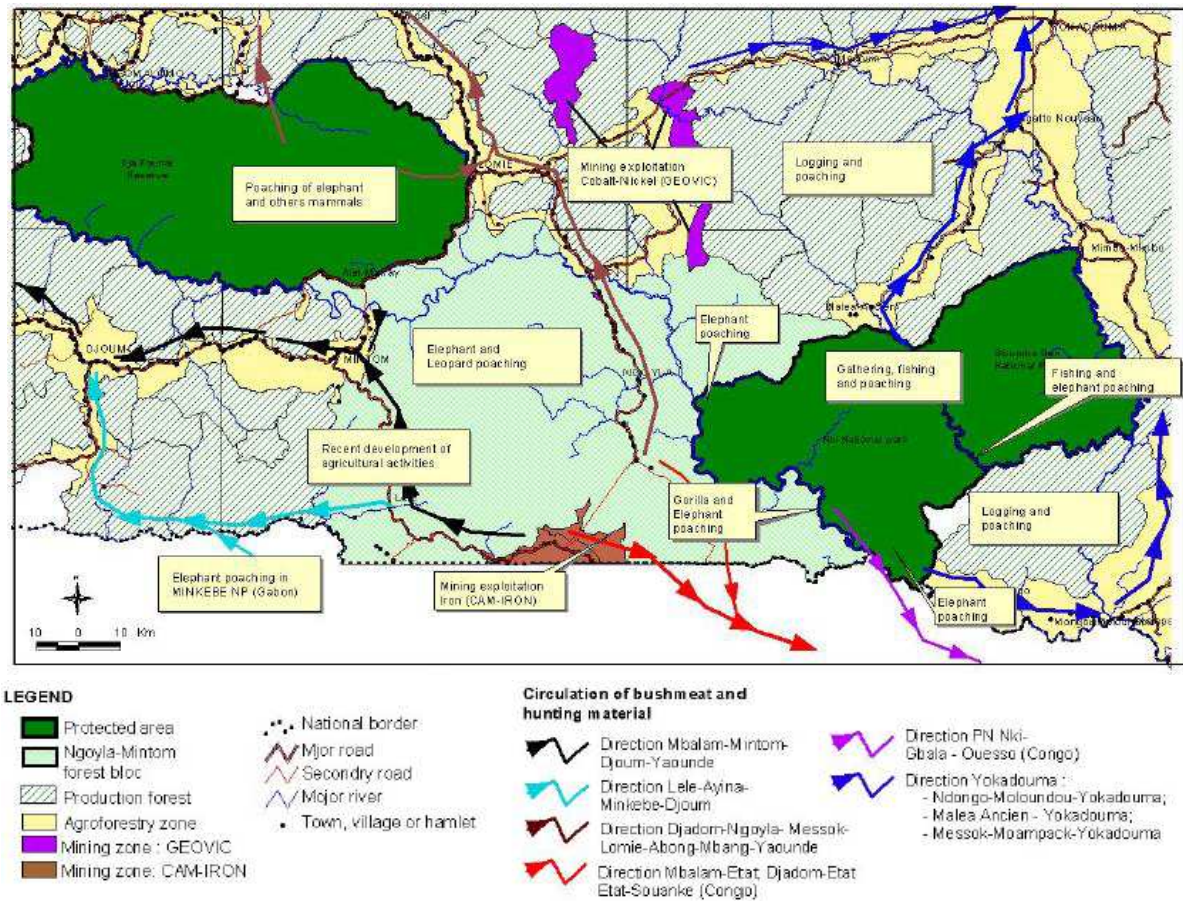 Poaching of elephant
and others mammals
Mining exploitation
Cobalt-Nickel (GEOVIC)
Logging and
poaching
Elephant and
Leopard poaching
Elephant
poaching
Gathering, fishing
and poaching
Fishing and
elephant poaching
Recent development of
agricultural activities
Gorilla and
Elephant
poaching
Logging and
poaching
Elephant poaching in
MINKEBE NP (Gabon)
Mining exploitation
Iron (CAM-IRON)
Elephant
poaching
DJOUM
MINTOM
10 0 10 Km
LEGEND
Protected area
Ngoyla-Mintom
forest bloc
Production forest
Agroforestry zone
Mining zone : GEOVIC
Mining zone: CAM-IRON
National border
Mjor road
Secondry road
Mojor river
Town, village or hamlet
Circulation of bushmeat and
hunting material
Direction Mbalam-Mintom-
Djoum-Yaounde
Direction Lele-Ayina-
Minkebe-Djoum
Direction Djadom-Ngoyla- Messok-
Lomie-Abong-Mbang-Yaounde
Direction Mbalam-Etat, Djadom-Etat
Etat-Souanke (Congo)
Direction PN Nki-
Gbala - Ouesso (Congo)
Direction Yokadouma :
- Ndongo-Moloundou-Yokadouma;
- Malea Ancien - Yokadouma;
- Messok-Moampack-Yokadouma